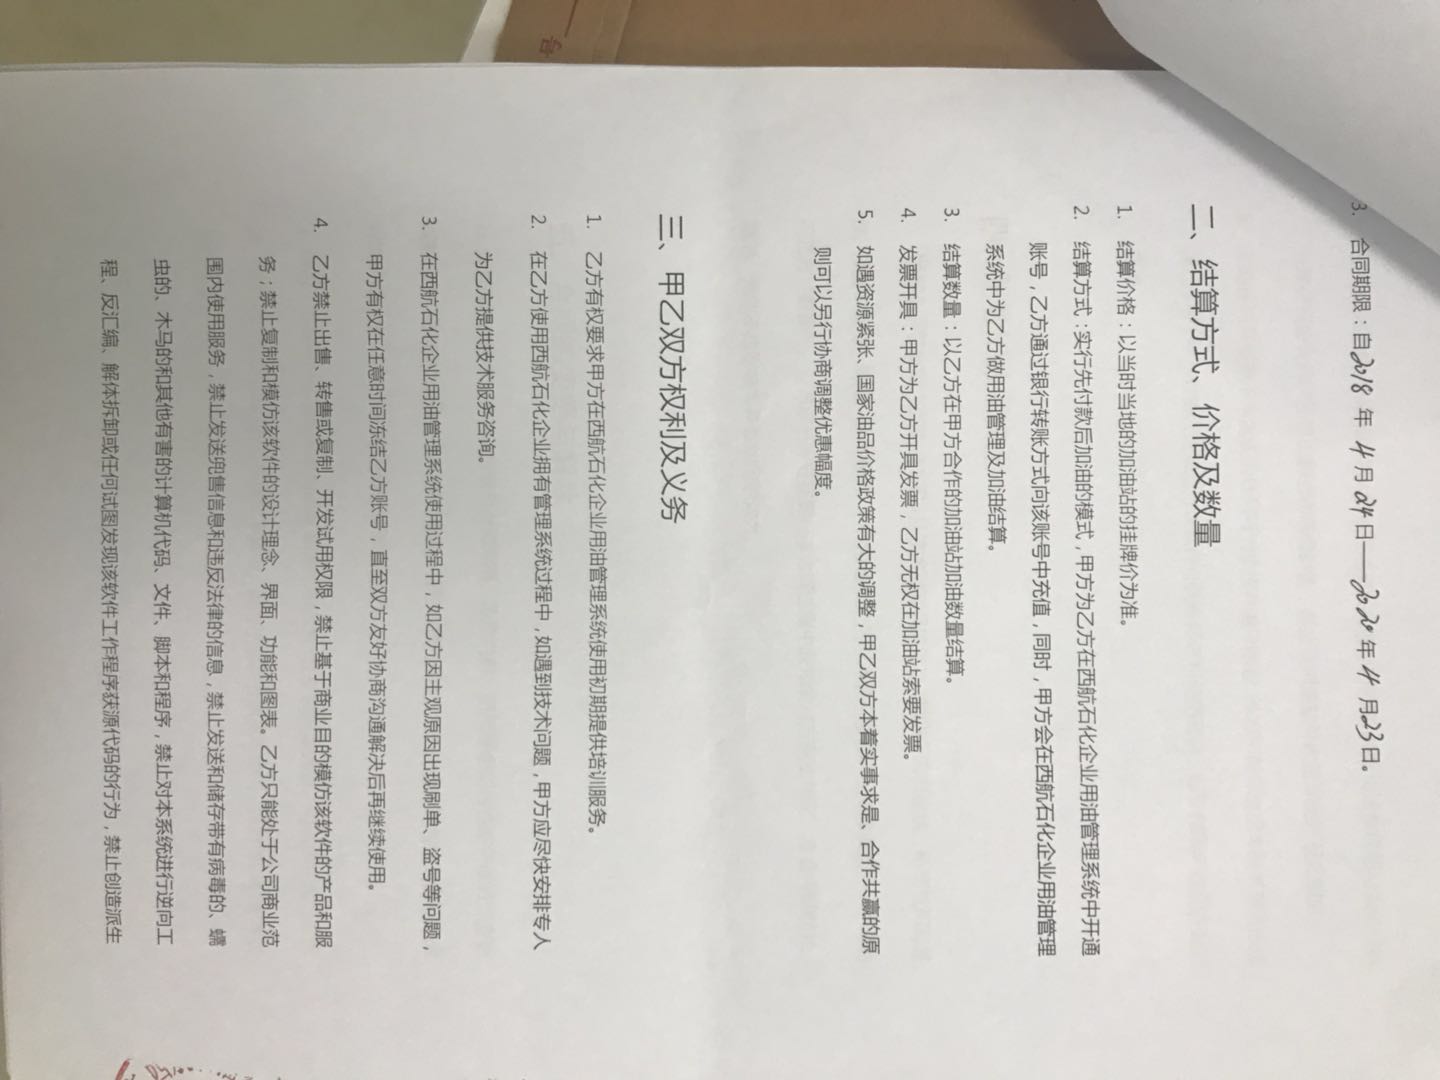 3. 合同期限：自2018年4月24日——2020年4月23日。
二、结算方式、价格及数量
1. 结算价格：以当时当地的加油站的挂牌价为准。
2. 结算方式：实行先付款后加油的模式，甲方为乙方在西航石化企业用油管理系统中开通
账号，乙方通过银行转账方式向该账号中充值，同时，甲方会在西航石化企业用油管理
系统中为乙方做用油管理及加油结算。
3. 结算数量：以乙方在甲方合作的加油站加油数量结算。
4. 发票开具：甲方为乙方开具发票，乙方无权在加油站索要发票。
5. 如遇资源紧张、国家油品价格政策有大的调整，甲乙双方本着实事求是、合作共赢的原
则可以另行协商调整优惠幅度。
三、甲乙双方权利及义务
1. 乙方有权要求甲方在西航石化企业用油管理系统使用初期提供培训服务。
2. 在乙方使用西航石化企业拥有管理系统过程中，如遇到技术问题，甲方应尽快安排专人
为乙方提供技术服务咨询。
3. 在西航石化企业用油管理系统使用过程中，如乙方因主观原因出现刷单、盗号等问题，
甲方有权在任意时间冻结乙方账号，直至双方友好协商沟通解决后再继续使用。
4. 乙方禁止出售、转售或复制、开发试用权限，禁止基于商业目的模仿该软件的产品和服
务；禁止复制和模仿该软件的设计理念、界面、功能和图表。乙方只能处于公司商业范
围内使用服务，禁止发送兜售信息和违反法律的信息，禁止发送和储存带有病毒的、蠕
虫的、木马的和其他有害的计算机代码、文件、脚本和程序，禁止对本系统进行逆向工
程、反汇编、解体拆卸或任何试图发现该软件工作程序获源代码的行为，禁止创造派生